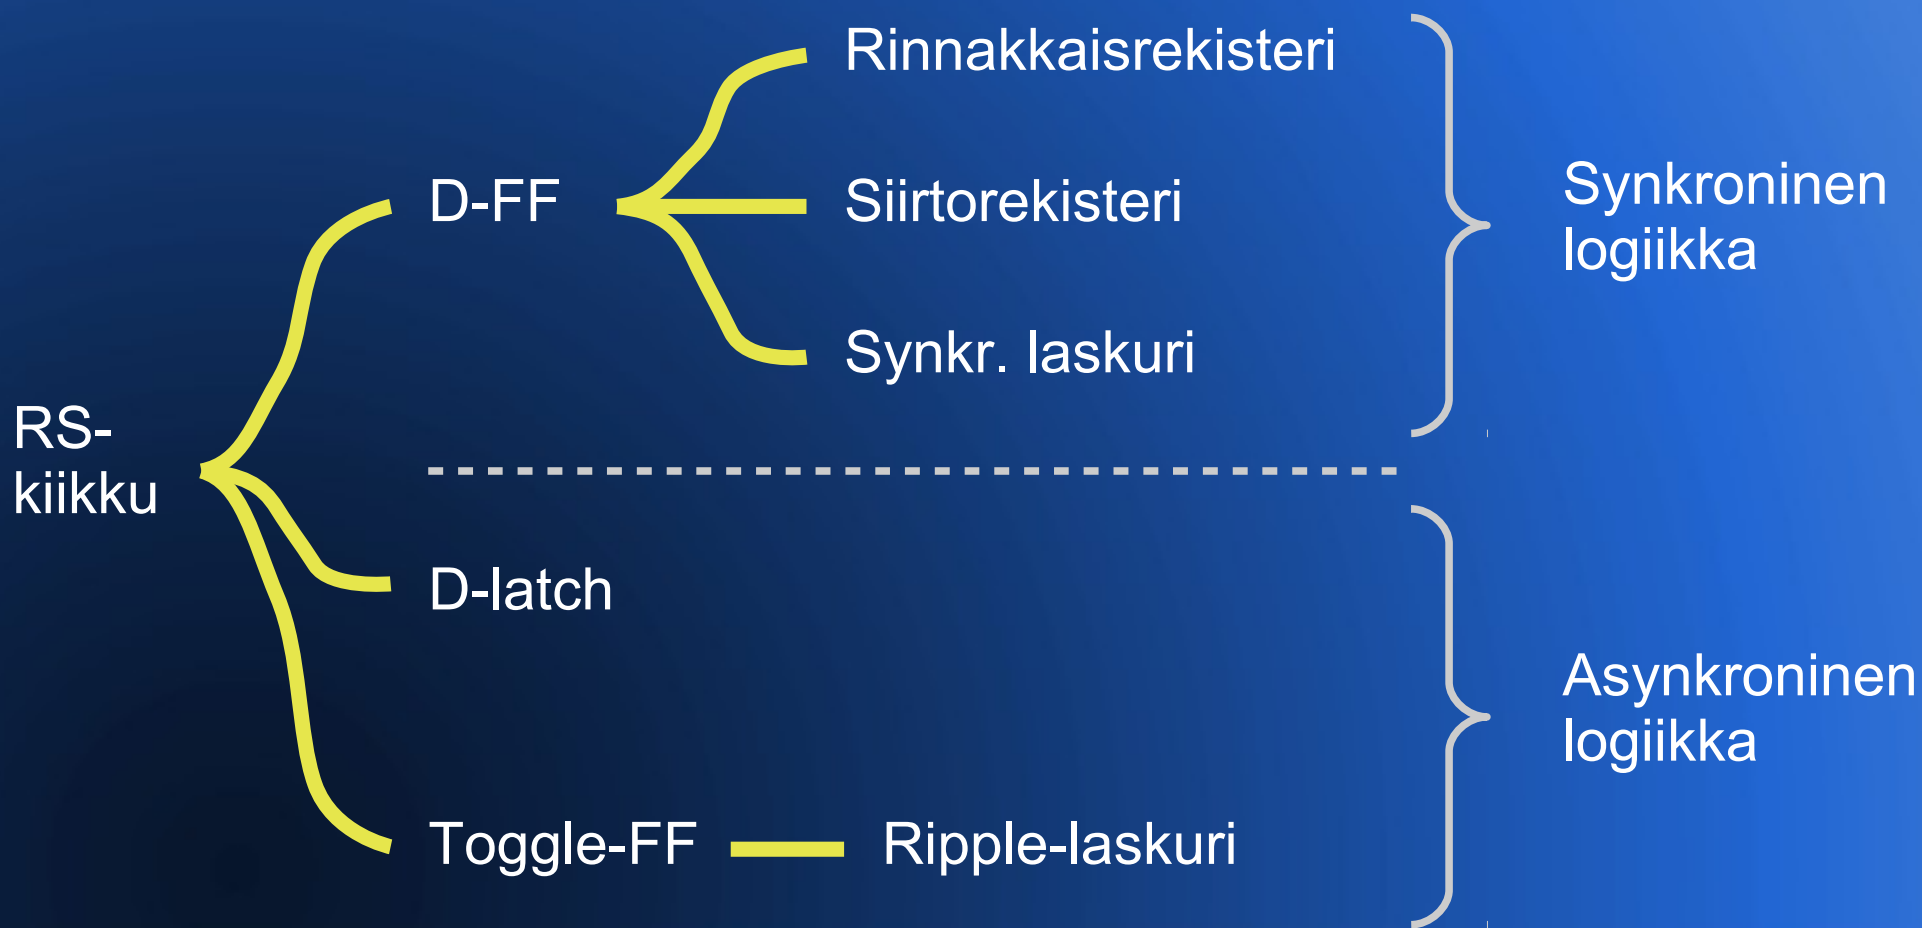 Rinnakkaisrekisteri
D-FF
Siirtorekisteri
Synkroninen
logiikka
Synkr. laskuri
RS-
kiikku
D-latch
Asynkroninen
logiikka
Toggle-FF
Ripple-laskuri